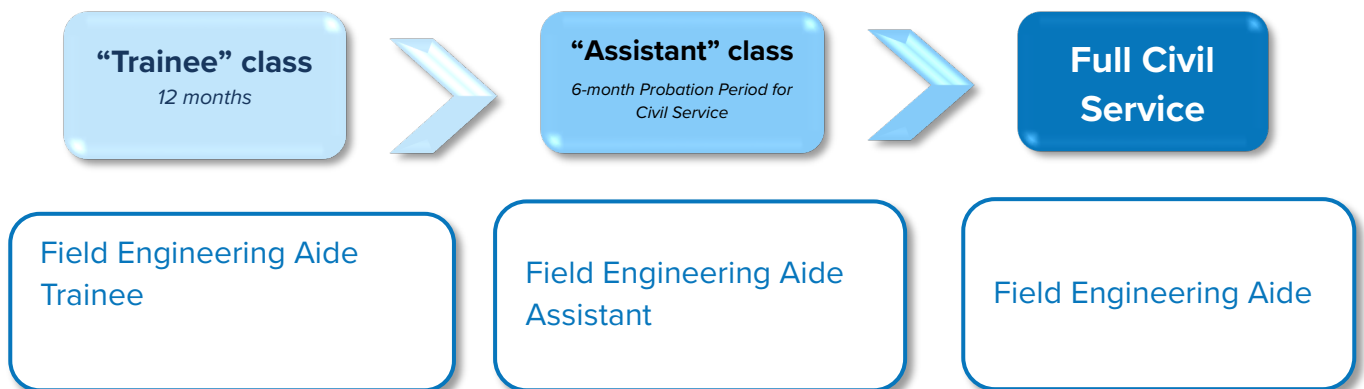 “Trainee” class
12 months
“Assistant” class
6-month Probation Period for
Civil Service
Full Civil
Service
Field Engineering Aide
Trainee
Field Engineering Aide
Assistant
Field Engineering Aide